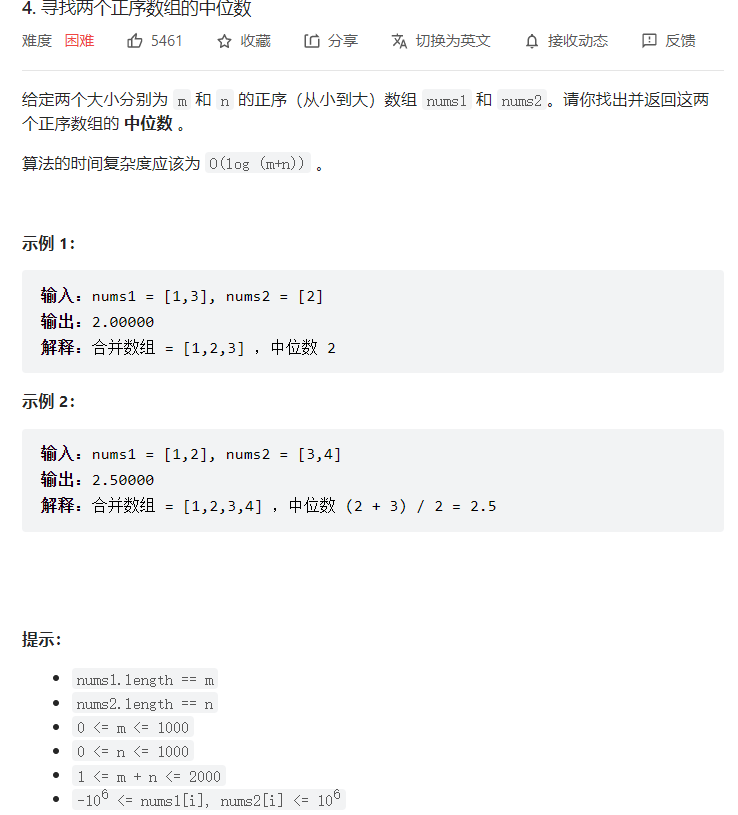 4. 寻找两个正序数组的中位数
难度 困难 5461 收藏 分享 切换为英文 接收动态 反馈
给定两个大小分别为 m 和 n 的正序（从小到大）数组 nums1 和 nums2。请你找出并返回这两
个正序数组的 中位数 。
算法的时间复杂度应该为 O(log (m+n)) 。
示例 1：
输入：nums1 = [1,3], nums2 = [2]
输出：2.00000
解释：合并数组 = [1,2,3] ，中位数 2
示例 2：
输入：nums1 = [1,2], nums2 = [3,4]
输出：2.50000
解释：合并数组 = [1,2,3,4] ，中位数 (2 + 3) / 2 = 2.5
提示：
nums1.length == m
nums2.length == n
0 <= m <= 1000
0 <= n <= 1000
1 <= m + n <= 2000
-10⁶ <= nums1[i], nums2[i] <= 10⁶